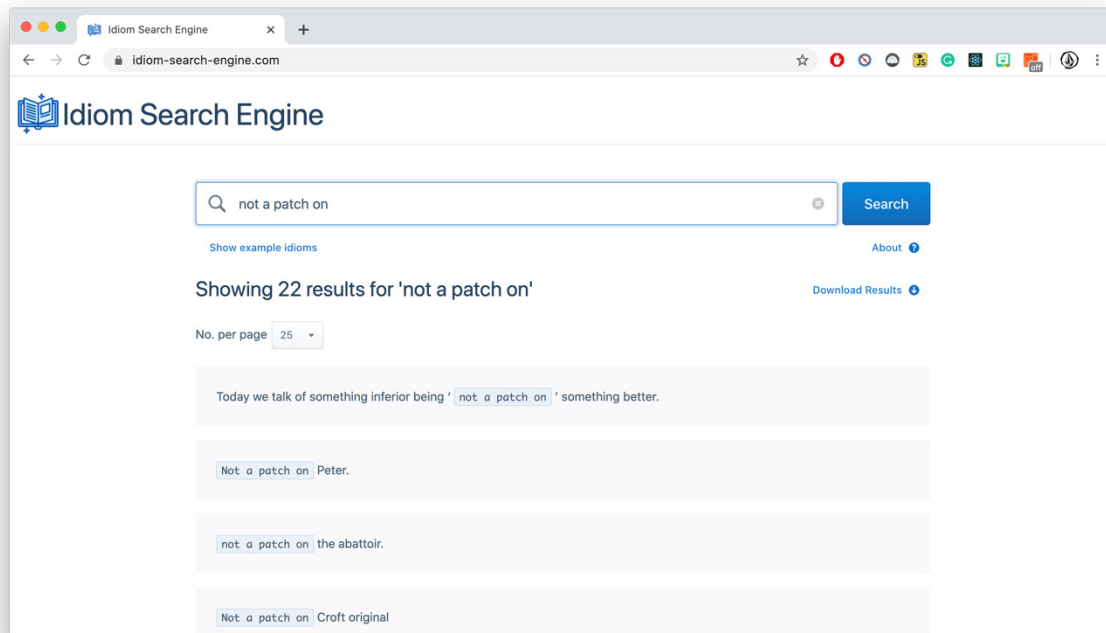 Idiom Search Engine
idiom-search-engine.com
JS
off
Idiom Search Engine
not a patch on
Search
Show example idioms
About ?
Showing 22 results for 'not a patch on'
Download Results
No. per page 25
Today we talk of something inferior being ‘ not a patch on ’ something better.
Not a patch on Peter.
not a patch on the abattoir.
Not a patch on Croft original